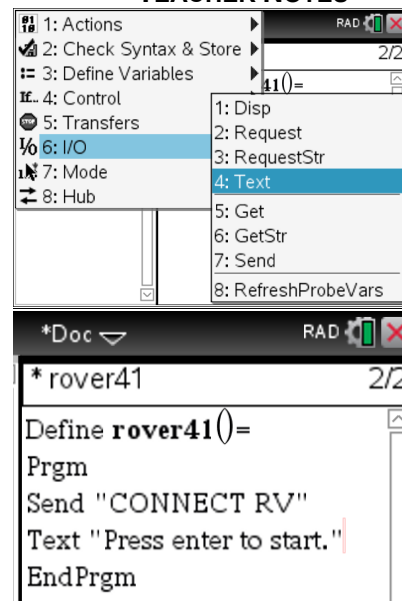 TEACHER NOTES
1: Actions
RAD
2: Check Syntax & Store
2/2
3: Define Variables
41()=
If.. 4: Control
1: Disp
5: Transfers
2: Request
I/O 6: I/O
3: RequestStr
7: Mode
4: Text
8: Hub
5: Get
6: GetStr
7: Send
8: RefreshProbeVars
*Doc
RAD
* rover41
2/2
Define rover41()=
Prgm
Send "CONNECT RV"
Text "Press enter to start."
EndPrgm